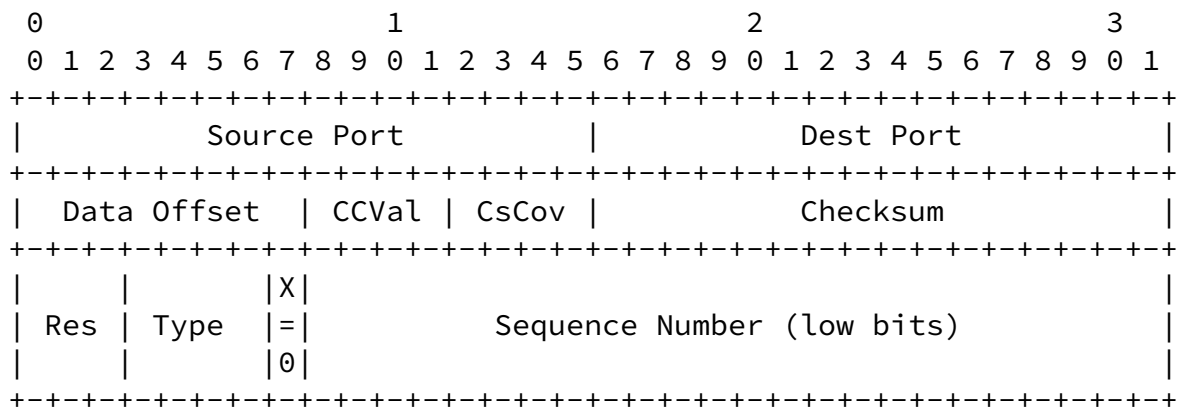 0                   1                   2                   3
 0 1 2 3 4 5 6 7 8 9 0 1 2 3 4 5 6 7 8 9 0 1 2 3 4 5 6 7 8 9 0 1
+-+-+-+-+-+-+-+-+-+-+-+-+-+-+-+-+-+-+-+-+-+-+-+-+-+-+-+-+-+-+-+-+
|          Source Port          |           Dest Port           |
+-+-+-+-+-+-+-+-+-+-+-+-+-+-+-+-+-+-+-+-+-+-+-+-+-+-+-+-+-+-+-+-+
|  Data Offset  | CCVal | CsCov |           Checksum            |
+-+-+-+-+-+-+-+-+-+-+-+-+-+-+-+-+-+-+-+-+-+-+-+-+-+-+-+-+-+-+-+-+
|     |       |X|                                               |
| Res | Type  |=|          Sequence Number (low bits)           |
|     |       |0|                                               |
+-+-+-+-+-+-+-+-+-+-+-+-+-+-+-+-+-+-+-+-+-+-+-+-+-+-+-+-+-+-+-+-+